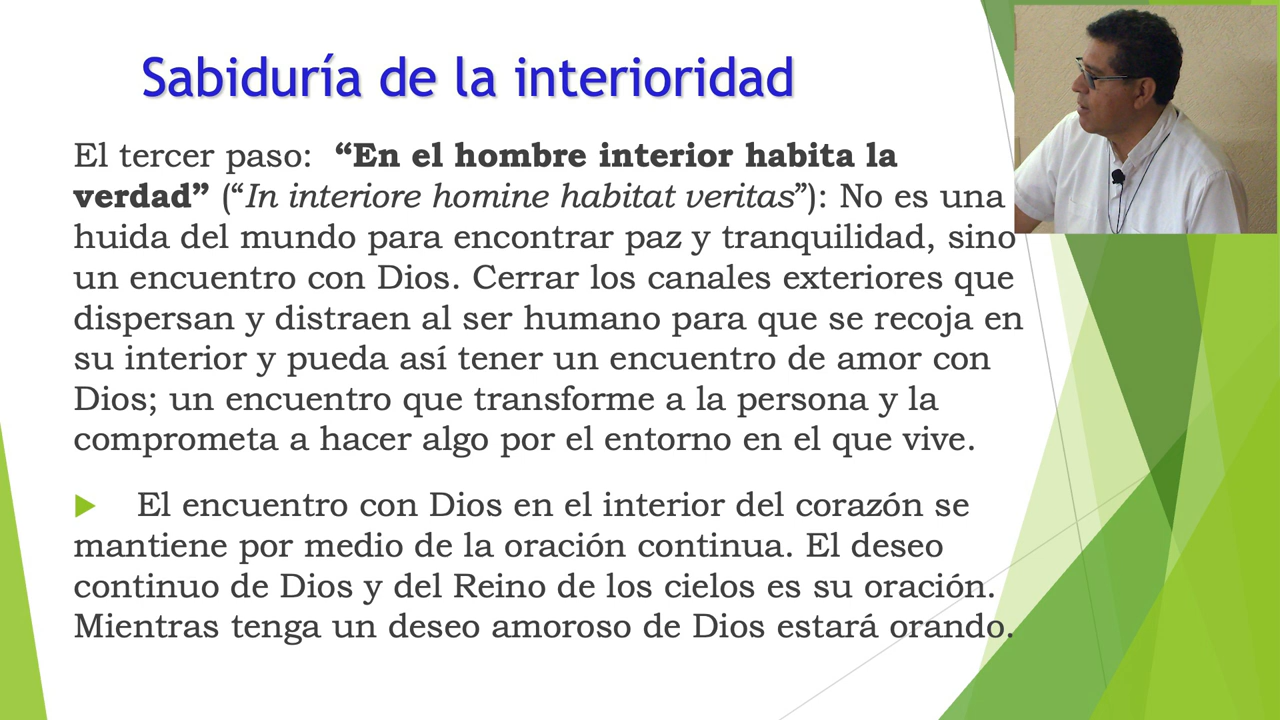 Sabiduría de la interioridad
El tercer paso:  “En el hombre interior habita la
verdad” (“In interiore homine habitat veritas”): No es una
huida del mundo para encontrar paz y tranquilidad, sino
un encuentro con Dios. Cerrar los canales exteriores que
dispersan y distraen al ser humano para que se recoja en
su interior y pueda así tener un encuentro de amor con
Dios; un encuentro que transforme a la persona y la
comprometa a hacer algo por el entorno en el que vive.
El encuentro con Dios en el interior del corazón se
mantiene por medio de la oración continua. El deseo
continuo de Dios y del Reino de los cielos es su oración.
Mientras tenga un deseo amoroso de Dios estará orando.